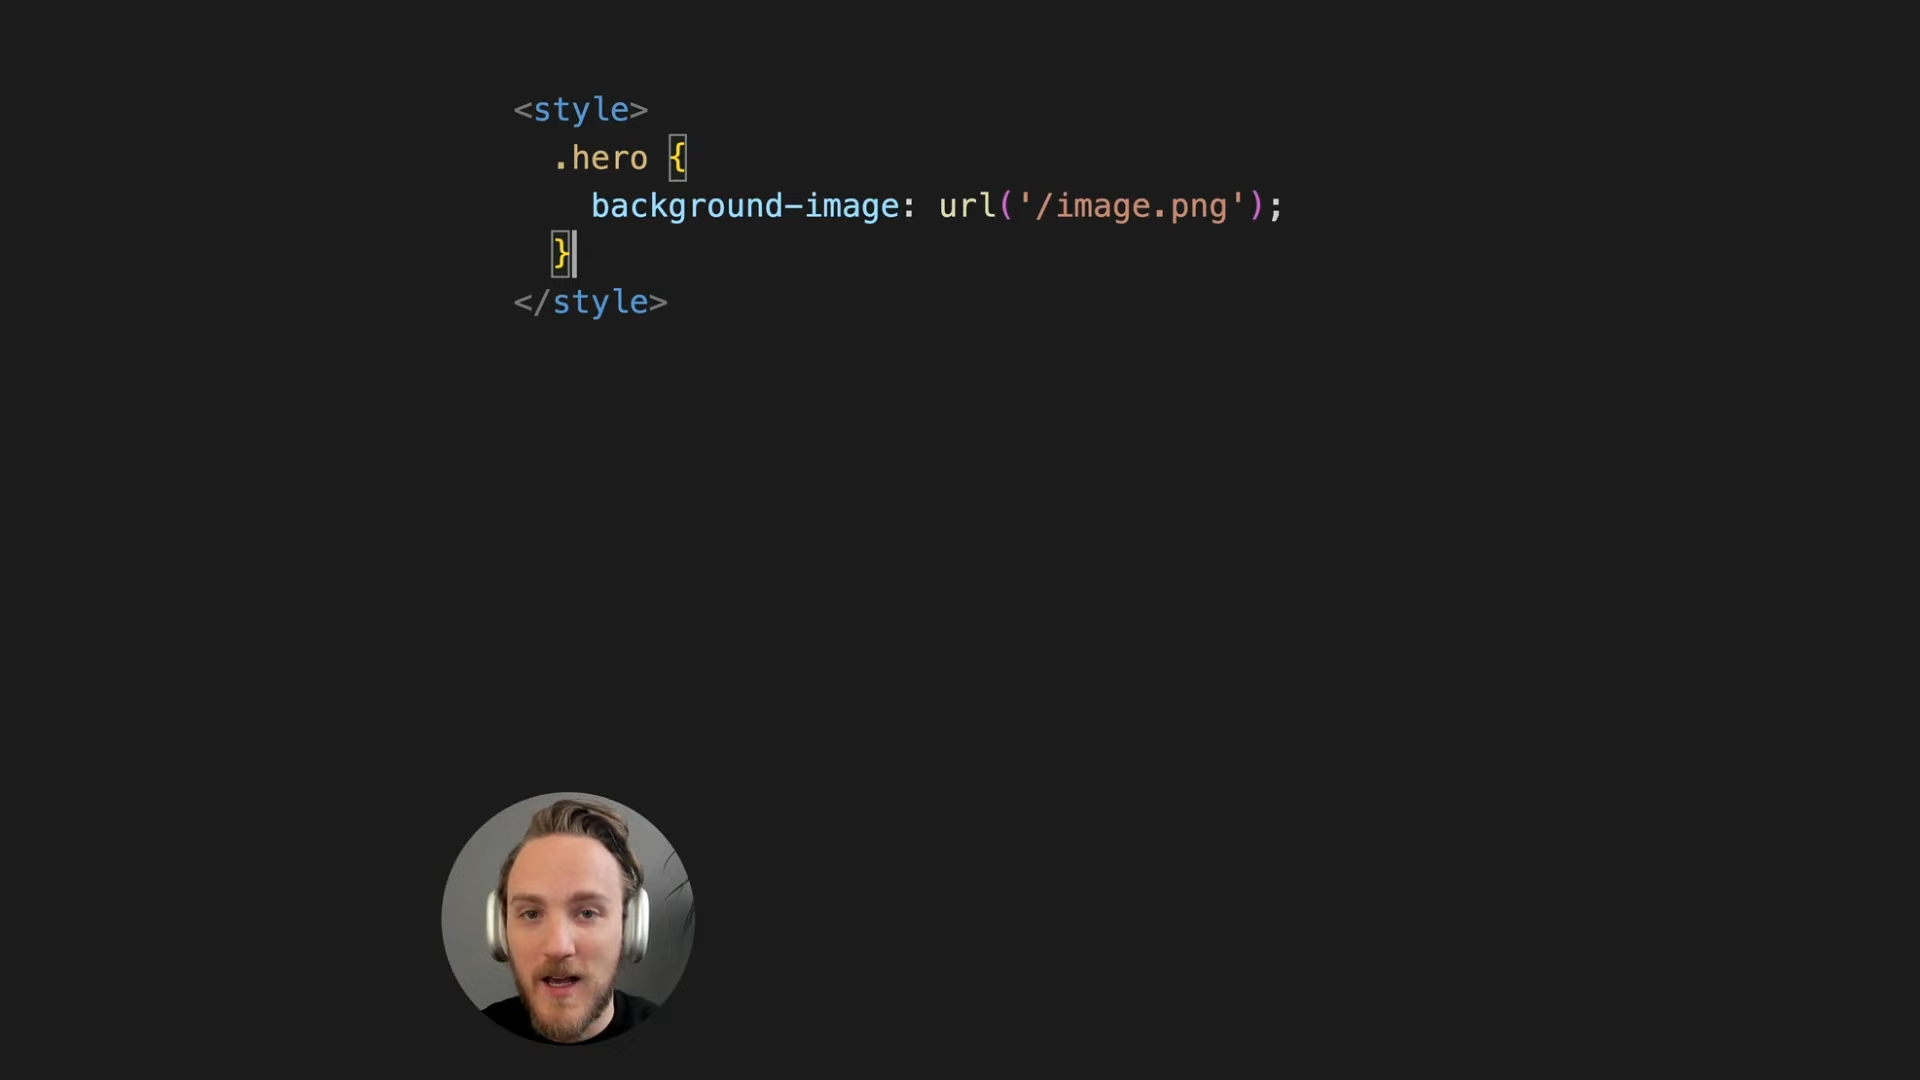 <style>
.hero {
background-image: url('/image.png');
}
</style>